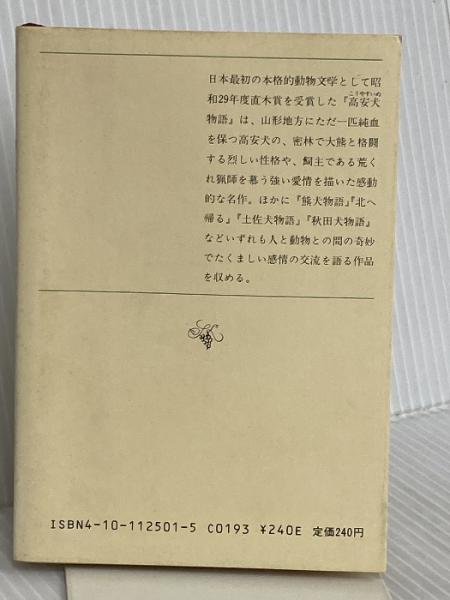 日本最初の本格的動物文学として昭
和29年度直木賞を受賞した『高安犬
こうやすいぬ
物語』は、山形地方にただ一匹純血
を保つ高安犬の、密林で大熊と格闘
する烈しい性格や、飼主である荒く
れ猟師を慕う強い愛情を描いた感動
的な名作。ほかに『熊犬物語』『北へ
帰る』『土佐犬物語』『秋田犬物語』
などいずれも人と動物との間の奇妙
でたくましい感情の交流を語る作品
を収める。
ISBN4-10-112501-5 C0193 ¥240E 定価240円